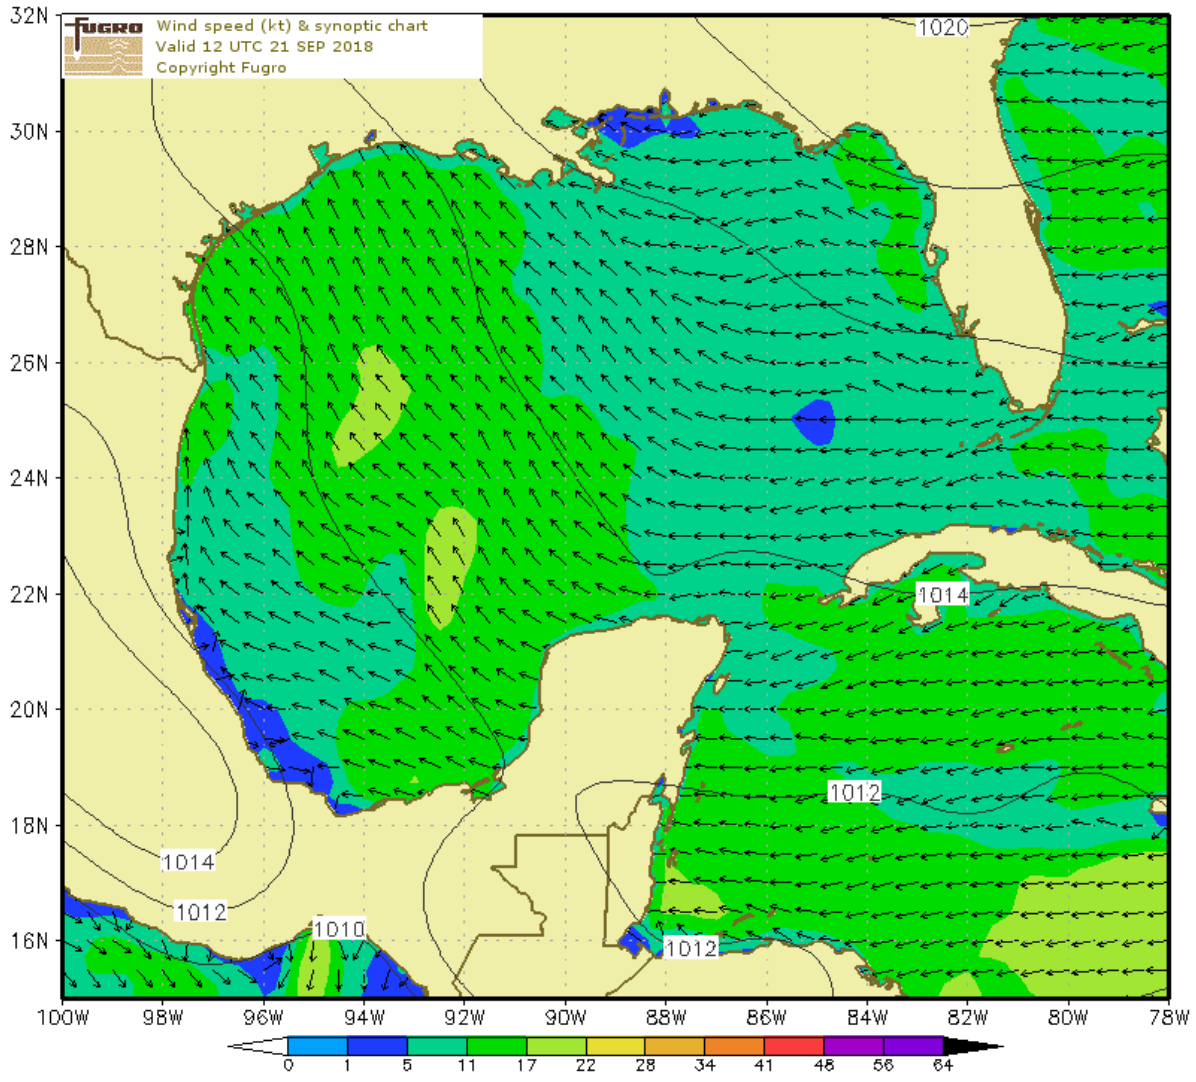 32N
fugro
Wind speed (kt) & synoptic chart
Valid 12 UTC 21 SEP 2018
Copyright Fugro
1020
30N
28N
26N
24N
22N
1014
20N
1012
18N
1014
1012
1010
16N
1012
100W 98W 96W 94W 92W 90W 88W 86W 84W 82W 80W 78W
0 1 5 11 17 22 28 34 41 48 56 64